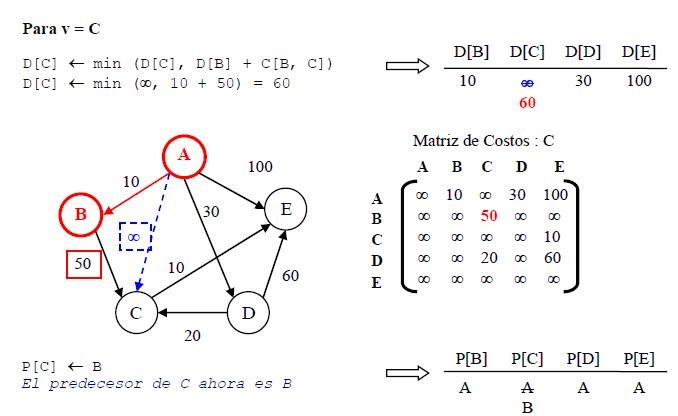 Para v = C
D[C] ← min (D[C], D[B] + C[B, C])
D[C] ← min (∞, 10 + 50) = 60
D[B] D[C] D[D] D[E]
10 ∞ 30 100
60
A
10
100
B
∞
30
E
50
10
60
C
D
20
Matriz de Costos : C
A B C D E
A ∞ 10 ∞ 30 100
B ∞ ∞ 50 ∞ ∞
C ∞ ∞ ∞ ∞ 10
D ∞ ∞ 20 ∞ 60
E ∞ ∞ ∞ ∞ ∞
P[C] ← B
El predecesor de C ahora es B
P[B] P[C] P[D] P[E]
A A A A
B